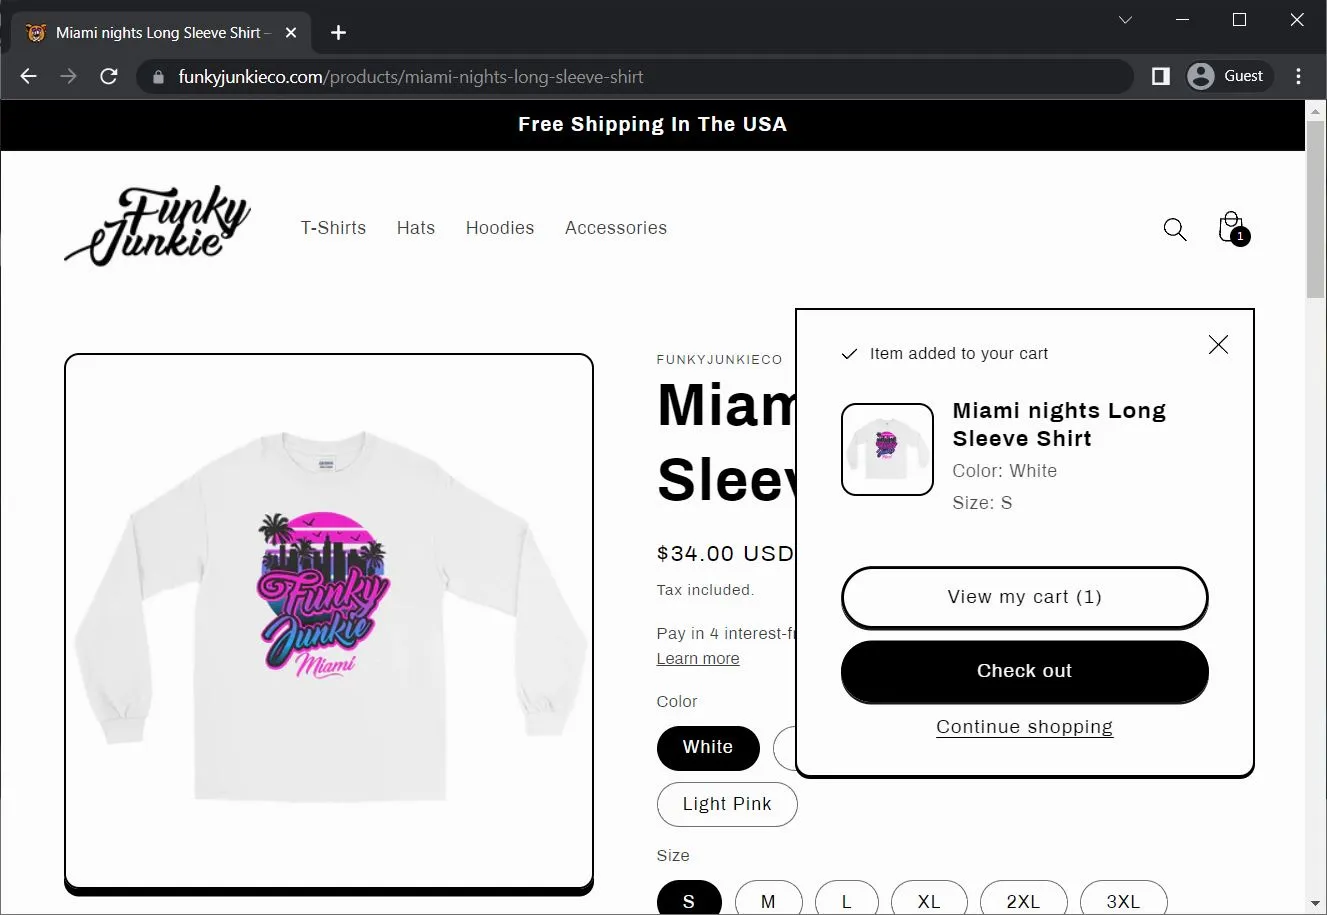 Miami nights Long Sleeve Shirt –
funkyjunkieco.com/products/miami-nights-long-sleeve-shirt
Guest
Free Shipping In The USA
Funky
Junkie
T-Shirts
Hats
Hoodies
Accessories
1
Funky
Junkie
Miami
FUNKYJUNKIECO
Miam
Sleev
$34.00 USD
Tax included.
Pay in 4 interest-fr
Learn more
Color
White
Light Pink
Size
S
M
L
XL
2XL
3XL
Item added to your cart
Miami nights Long
Sleeve Shirt
Color: White
Size: S
View my cart (1)
Check out
Continue shopping